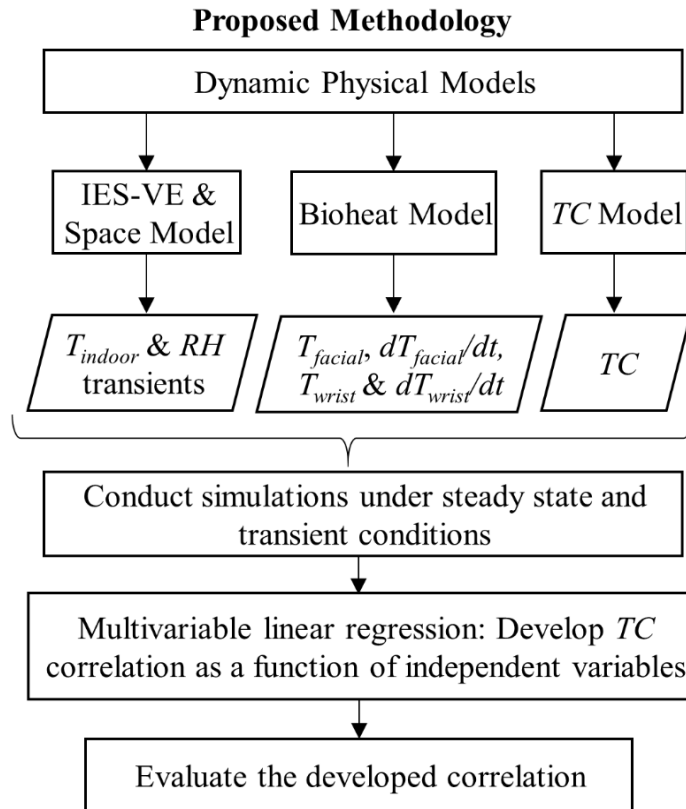 Proposed Methodology
Dynamic Physical Models
IES-VE &
Space Model
Bioheat Model
TC Model
T_indoor & RH
transients
T_facial, dT_facial/dt,
T_wrist & dT_wrist/dt
TC
Conduct simulations under steady state and
transient conditions
Multivariable linear regression: Develop TC
correlation as a function of independent variables
Evaluate the developed correlation